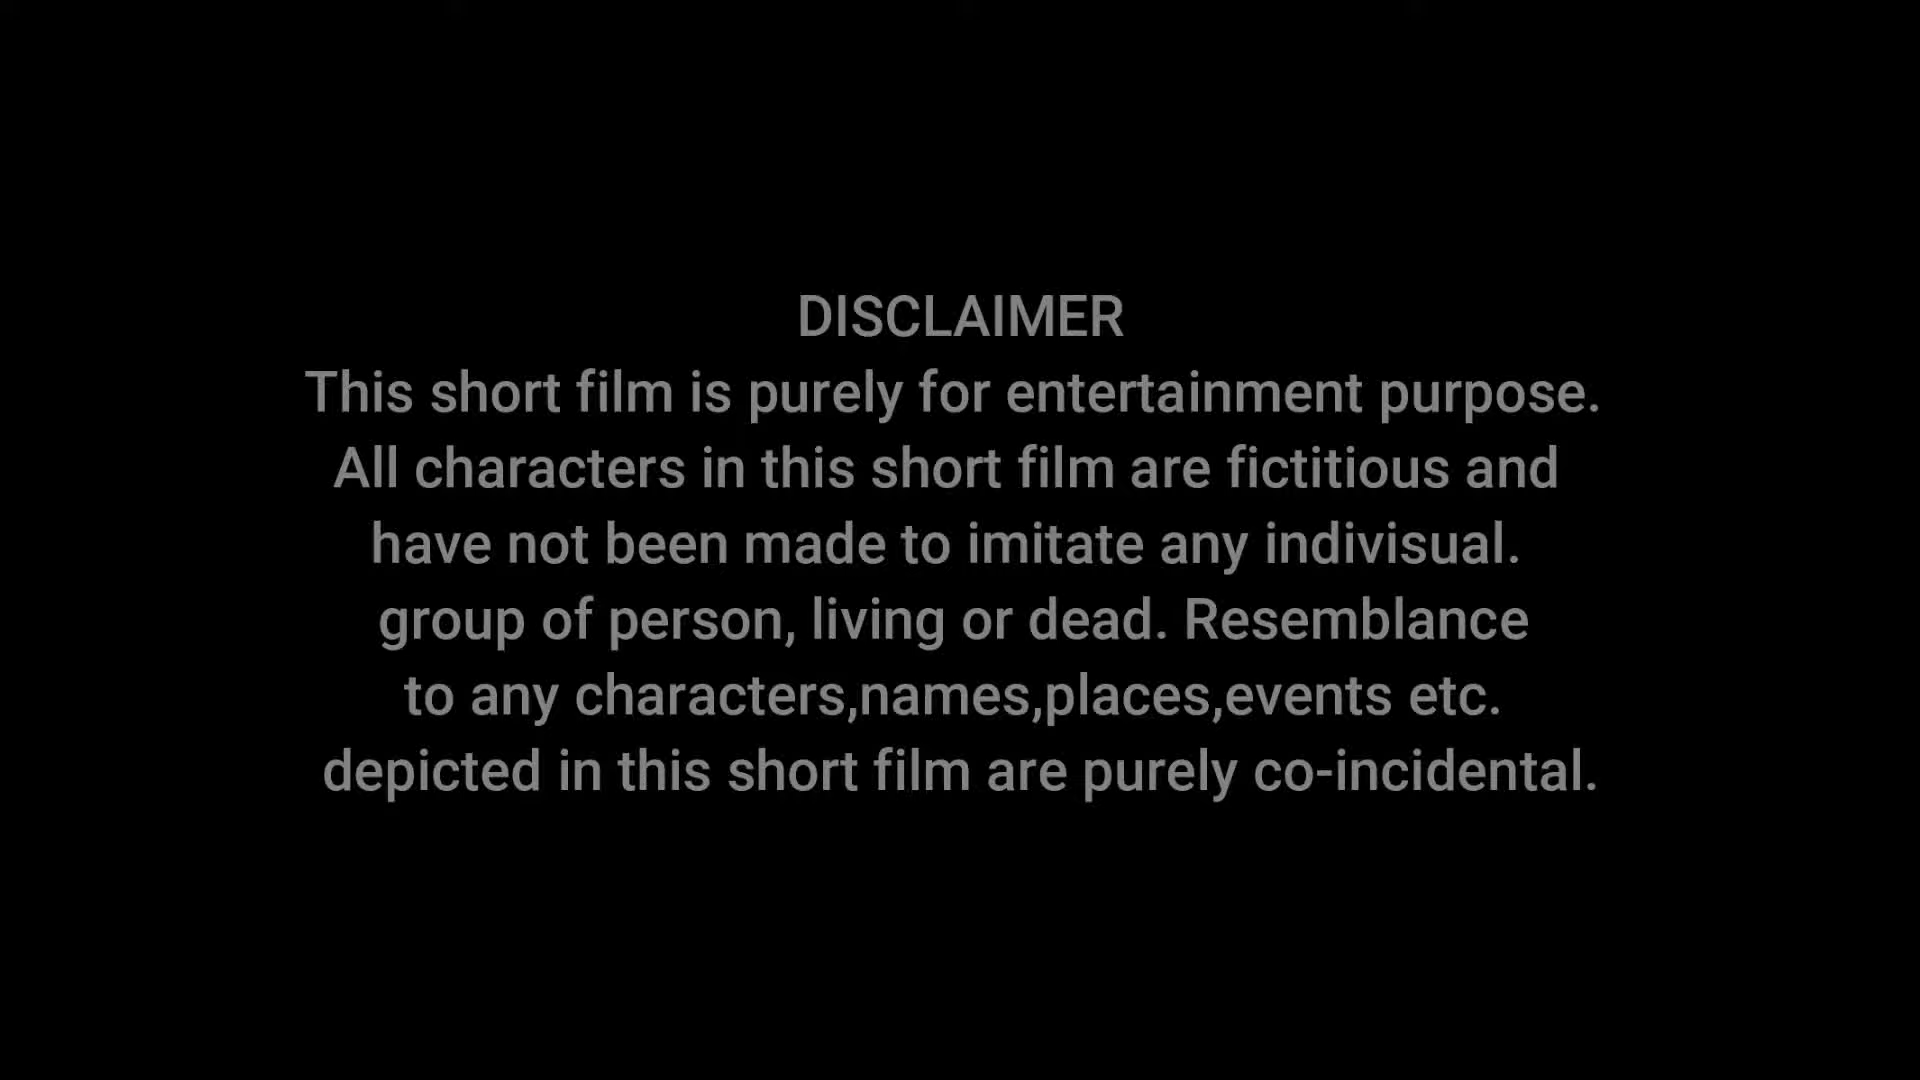 DISCLAIMER
This short film is purely for entertainment purpose.
All characters in this short film are fictitious and
have not been made to imitate any indivisual.
group of person, living or dead. Resemblance
to any characters,names,places,events etc.
depicted in this short film are purely co-incidental.